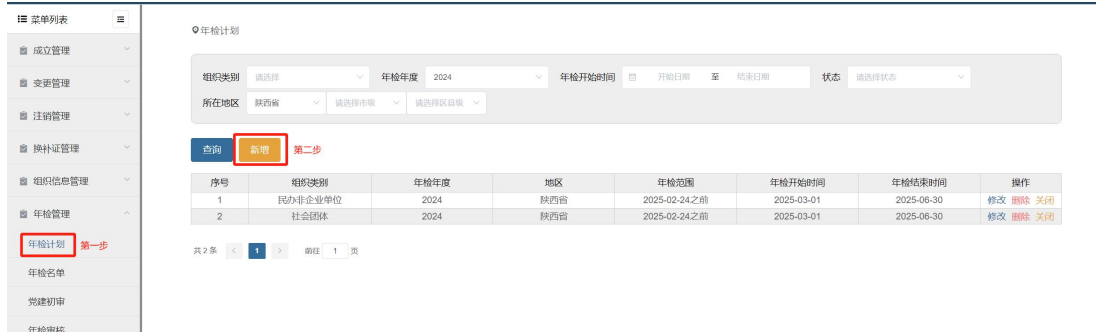 菜单列表
成立管理
变更管理
注销管理
换补证管理
组织信息管理
年检管理
年检计划 第一步
年检名单
党建初审
年检审核
年检计划
组织类别 请选择 年检年度 2024 年检开始时间 开始日期 至 结束日期 状态 请选择状态
所在地区 陕西省 请选择市级 请选择区县级
查询 新增 第二步
序号 组织类别 年检年度 地区 年检范围 年检开始时间 年检结束时间 操作
1 民办非企业单位 2024 陕西省 2025-02-24之前 2025-03-01 2025-06-30 修改 删除 关闭
2 社会团体 2024 陕西省 2025-02-24之前 2025-03-01 2025-06-30 修改 删除 关闭
共 2 条 < 1 > 前往 1 页